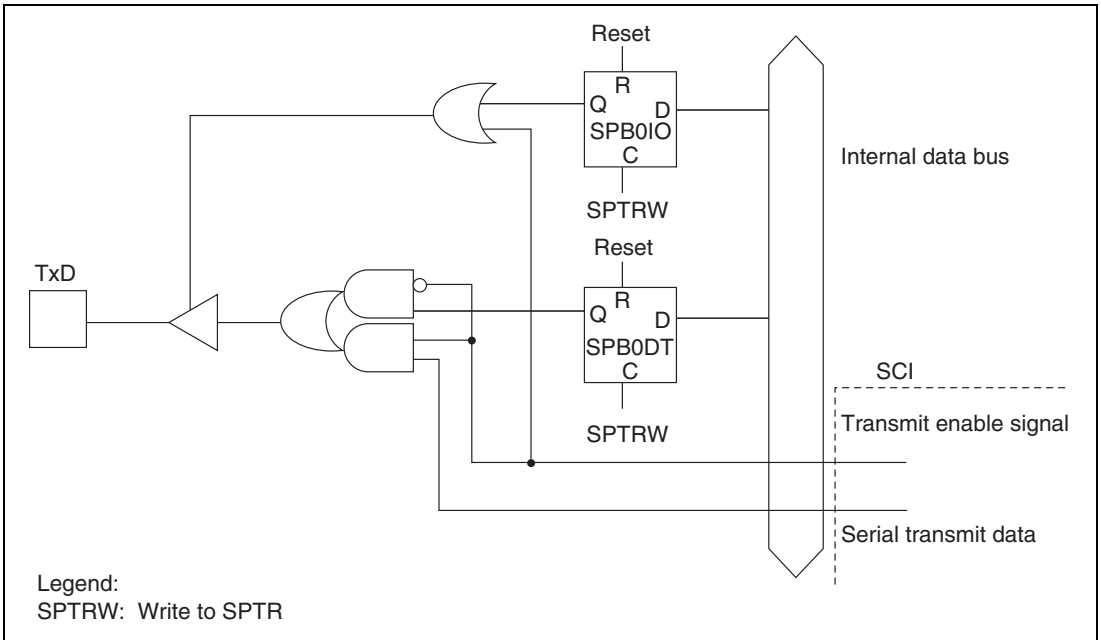 Reset
R
Q D
SPB0IO
C
SPTRW
Internal data bus
Reset
TxD
R
Q D
SPB0DT
C
SPTRW
SCI
Transmit enable signal
Serial transmit data
Legend:
SPTRW: Write to SPTR